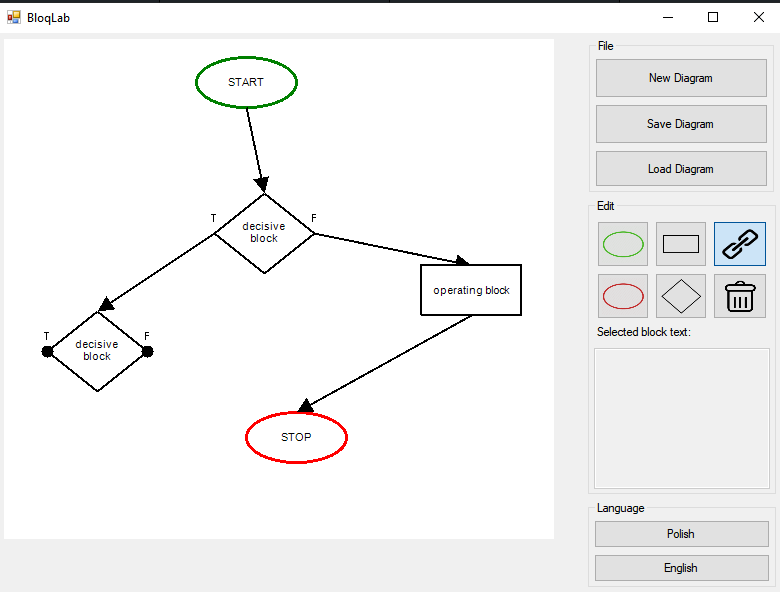 BloqLab
START
T
F
decisive
block
operating block
T
F
decisive
block
STOP
File
New Diagram
Save Diagram
Load Diagram
Edit
Selected block text:
Language
Polish
English